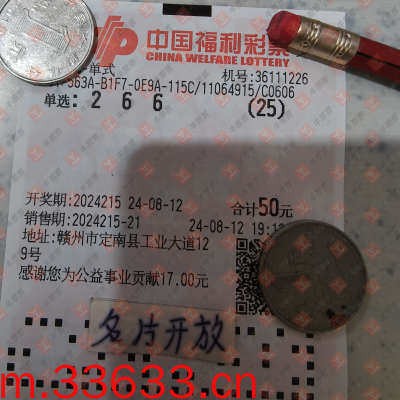 中国福利彩票
CHINA WELFARE LOTTERY
单式
机号:36111226
363A-B1F7-0E9A-115C/11064915/C0606
单选: 2 6 6 (25)
开奖期:2024215 24-08-12 合计50元
销售期:2024215-21 24-08-12 19:1
地址:赣州市定南县工业大道12
9号
感谢您为公益事业贡献17.00元
名片开放
m.33633.cn